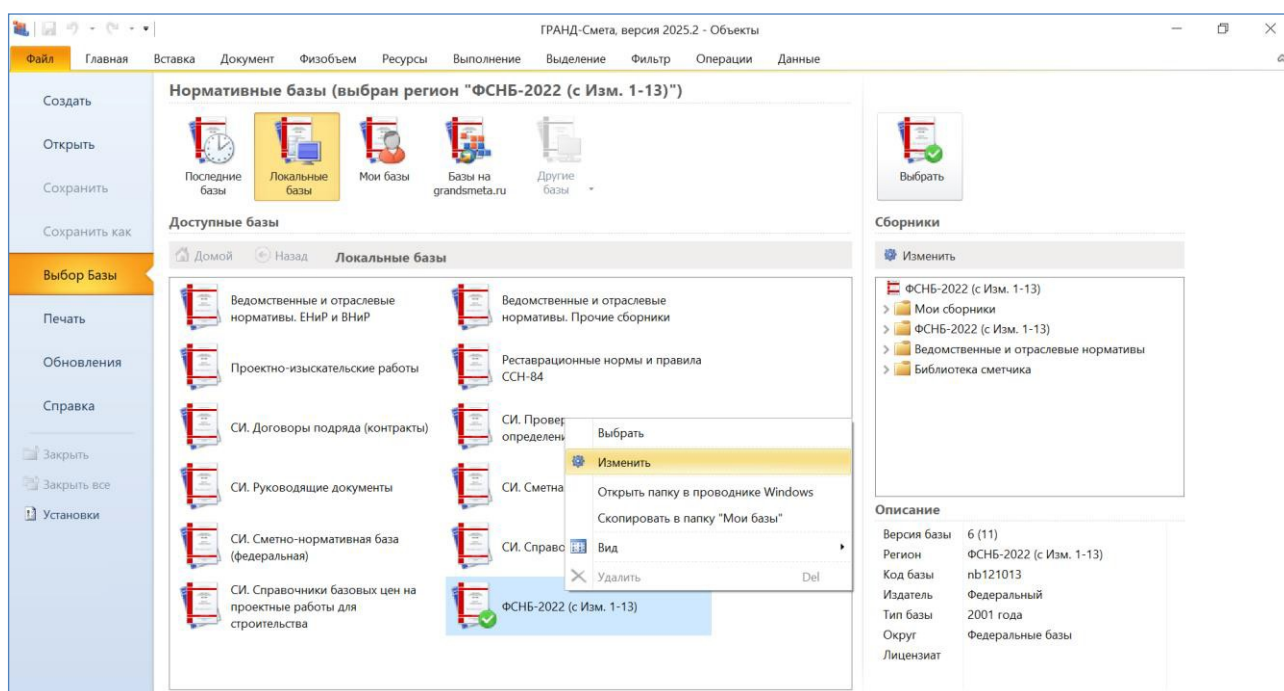 ГРАНД-Смета, версия 2025.2 - Объекты
Файл Главная Вставка Документ Физобъем Ресурсы Выполнение Выделение Фильтр Операции Данные
Создать
Открыть
Сохранить
Сохранить как
Выбор Базы
Печать
Обновления
Справка
Закрыть
Закрыть все
Установки
Нормативные базы (выбран регион "ФСНБ-2022 (с Изм. 1-13)")
Последние
базы
Локальные
базы
Мои базы
Базы на
grandsmeta.ru
Другие
базы
Доступные базы
Домой Назад Локальные базы
Ведомственные и отраслевые
нормативы. ЕНиР и ВНиР
Ведомственные и отраслевые
нормативы. Прочие сборники
Проектно-изыскательские работы
Реставрационные нормы и правила
ССН-84
СИ. Договоры подряда (контракты)
СИ. Провер
определени
СИ. Руководящие документы
СИ. Сметна
СИ. Сметно-нормативная база
(федеральная)
СИ. Справо
СИ. Справочники базовых цен на
проектные работы для
строительства
ФСНБ-2022 (с Изм. 1-13)
Выбрать
Изменить
Открыть папку в проводнике Windows
Скопировать в папку "Мои базы"
Вид
Удалить Del
Выбрать
Сборники
Изменить
ФСНБ-2022 (с Изм. 1-13)
Мои сборники
ФСНБ-2022 (с Изм. 1-13)
Ведомственные и отраслевые нормативы
Библиотека сметчика
Описание
Версия базы 6 (11)
Регион ФСНБ-2022 (с Изм. 1-13)
Код базы nb121013
Издатель Федеральный
Тип базы 2001 года
Округ Федеральные базы
Лицензиат